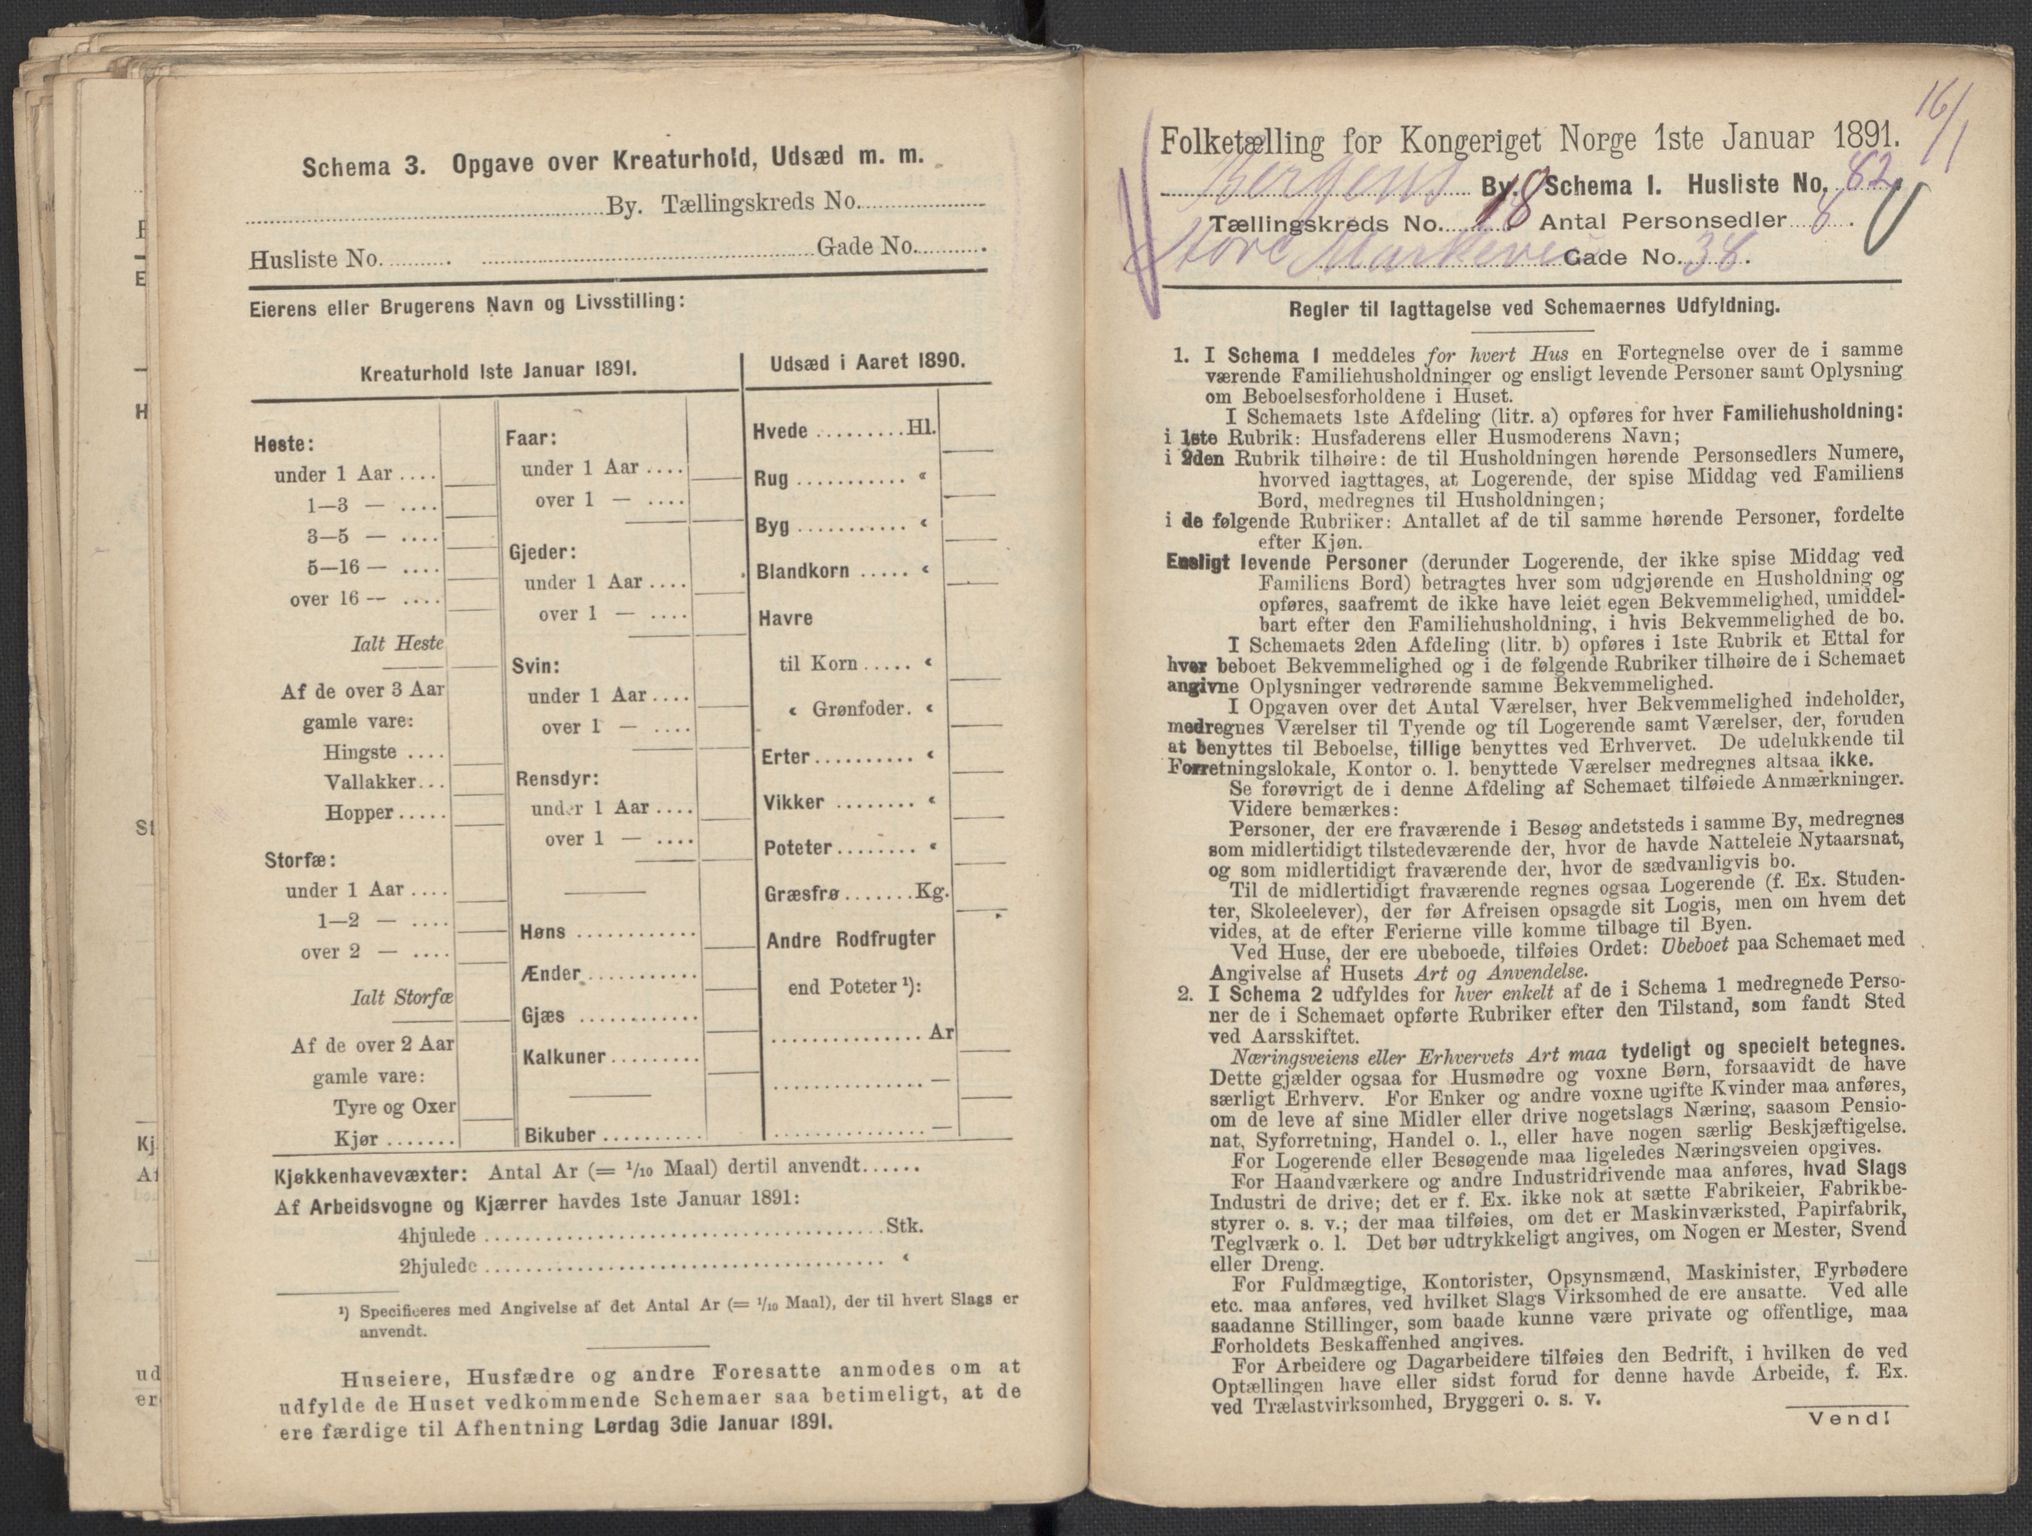 Schema 3. Opgave over Kreaturhold, Udsæd m. m.
By. Tællingskreds No.
Husliste No. Gade No.
Eierens eller Brugerens Navn og Livsstilling:
Kreaturhold 1ste Januar 1891.
Heste:
under 1 Aar
1—3 —
3—5 —
5—16 —
over 16 —
Ialt Heste
Af de over 3 Aar
gamle vare:
Hingste
Vallakker
Hopper
Storfæ:
under 1 Aar
1—2 —
over 2 —
Ialt Storfæ
Af de over 2 Aar
gamle vare:
Tyre og Oxer
Kjør
Faar:
under 1 Aar
over 1 —
Gjeder:
under 1 Aar
over 1 —
Svin:
under 1 Aar
over 1 —
Rensdyr:
under 1 Aar
over 1 —
Høns
Ænder
Gjæs
Kalkuner
Bikuber
Udsæd i Aaret 1890.
Hvede Hl.
Rug «
Byg «
Blandkorn «
Havre
til Korn «
« Grønfoder. «
Erter «
Vikker «
Poteter «
Græsfrø Kg.
Andre Rodfrugter
end Poteter ¹):
Ar
—
—
Kjøkkenhavevæxter: Antal Ar (= 1/10 Maal) dertil anvendt
Af Arbeidsvogne og Kjærrer havdes 1ste Januar 1891:
4hjulede Stk.
2hjulede «
¹) Specificeres med Angivelse af det Antal Ar (= 1/10 Maal), der til hvert Slags er
anvendt.
Huseiere, Husfædre og andre Foresatte anmodes om at
udfylde de Huset vedkommende Schemaer saa betimeligt, at de
ere færdige til Afhentning Lørdag 3die Januar 1891.
16/1
Folketælling for Kongeriget Norge 1ste Januar 1891.
Bergens By. Schema 1. Husliste No. 82
Tællingskreds No. 18 Antal Personsedler 8.
Store Markevei Gade No. 38.
Regler til Iagttagelse ved Schemaernes Udfyldning.
1. I Schema 1 meddeles for hvert Hus en Fortegnelse over de i samme
værende Familiehusholdninger og ensligt levende Personer samt Oplysning
om Beboelsesforholdene i Huset.
I Schemaets 1ste Afdeling (litr. a) opføres for hver Familiehusholdning:
i 1ste Rubrik: Husfaderens eller Husmoderens Navn;
i 2den Rubrik tilhøire: de til Husholdningen hørende Personsedlers Numere,
hvorved iagttages, at Logerende, der spise Middag ved Familiens
Bord, medregnes til Husholdningen;
i de følgende Rubriker: Antallet af de til samme hørende Personer, fordelte
efter Kjøn.
Ensligt levende Personer (derunder Logerende, der ikke spise Middag ved
Familiens Bord) betragtes hver som udgjørende en Husholdning og
opføres, saafremt de ikke have leiet egen Bekvemmelighed, umiddel-
bart efter den Familiehusholdning, i hvis Bekvemmelighed de bo.
I Schemaets 2den Afdeling (litr. b) opføres i 1ste Rubrik et Ettal for
hver beboet Bekvemmelighed og i de følgende Rubriker tilhøire de i Schemaet
angivne Oplysninger vedrørende samme Bekvemmelighed.
I Opgaven over det Antal Værelser, hver Bekvemmelighed indeholder,
medregnes Værelser til Tyende og til Logerende samt Værelser, der, foruden
at benyttes til Beboelse, tillige benyttes ved Erhvervet. De udelukkende til
Forretningslokale, Kontor o. l. benyttede Værelser medregnes altsaa ikke.
Se forøvrigt de i denne Afdeling af Schemaet tilføiede Anmærkninger.
Videre bemærkes:
Personer, der ere fraværende i Besøg andetsteds i samme By, medregnes
som midlertidigt tilstedeværende der, hvor de havde Natteleie Nytaarsnat,
og som midlertidigt fraværende der, hvor de sædvanligvis bo.
Til de midlertidigt fraværende regnes ogsaa Logerende (f. Ex. Studen-
ter, Skoleelever), der før Afreisen opsagde sit Logis, men om hvem det
vides, at de efter Ferierne ville komme tilbage til Byen.
Ved Huse, der ere ubeboede, tilføies Ordet: Ubeboet paa Schemaet med
Angivelse af Husets Art og Anvendelse.
2. I Schema 2 udfyldes for hver enkelt af de i Schema 1 medregnede Perso-
ner de i Schemaet opførte Rubriker efter den Tilstand, som fandt Sted
ved Aarsskiftet.
Næringsveiens eller Erhvervets Art maa tydeligt og specielt betegnes.
Dette gjælder ogsaa for Husmødre og voxne Børn, forsaavidt de have
særligt Erhverv. For Enker og andre voxne ugifte Kvinder maa anføres,
om de leve af sine Midler eller drive nogetslags Næring, saasom Pensio-
nat, Syforretning, Handel o. l., eller have nogen særlig Beskjæftigelse.
For Logerende eller Besøgende maa ligeledes Næringsveien opgives.
For Haandværkere og andre Industridrivende maa anføres, hvad Slags
Industri de drive; det er f. Ex. ikke nok at sætte Fabrikeier, Fabrikbe-
styrer o. s. v.; der maa tilføies, om det er Maskinværksted, Papirfabrik,
Teglværk o. l. Det bør udtrykkeligt angives, om Nogen er Mester, Svend
eller Dreng.
For Fuldmægtige, Kontorister, Opsynsmænd, Maskinister, Fyrbødere
etc. maa anføres, ved hvilket Slags Virksomhed de ere ansatte. Ved alle
saadanne Stillinger, som baade kunne være private og offentlige, maa
Forholdets Beskaffenhed angives.
For Arbeidere og Dagarbeidere tilføies den Bedrift, i hvilken de ved
Optællingen have eller sidst forud for denne havde Arbeide, f. Ex.
ved Trælastvirksomhed, Bryggeri o. s. v.
Vend!